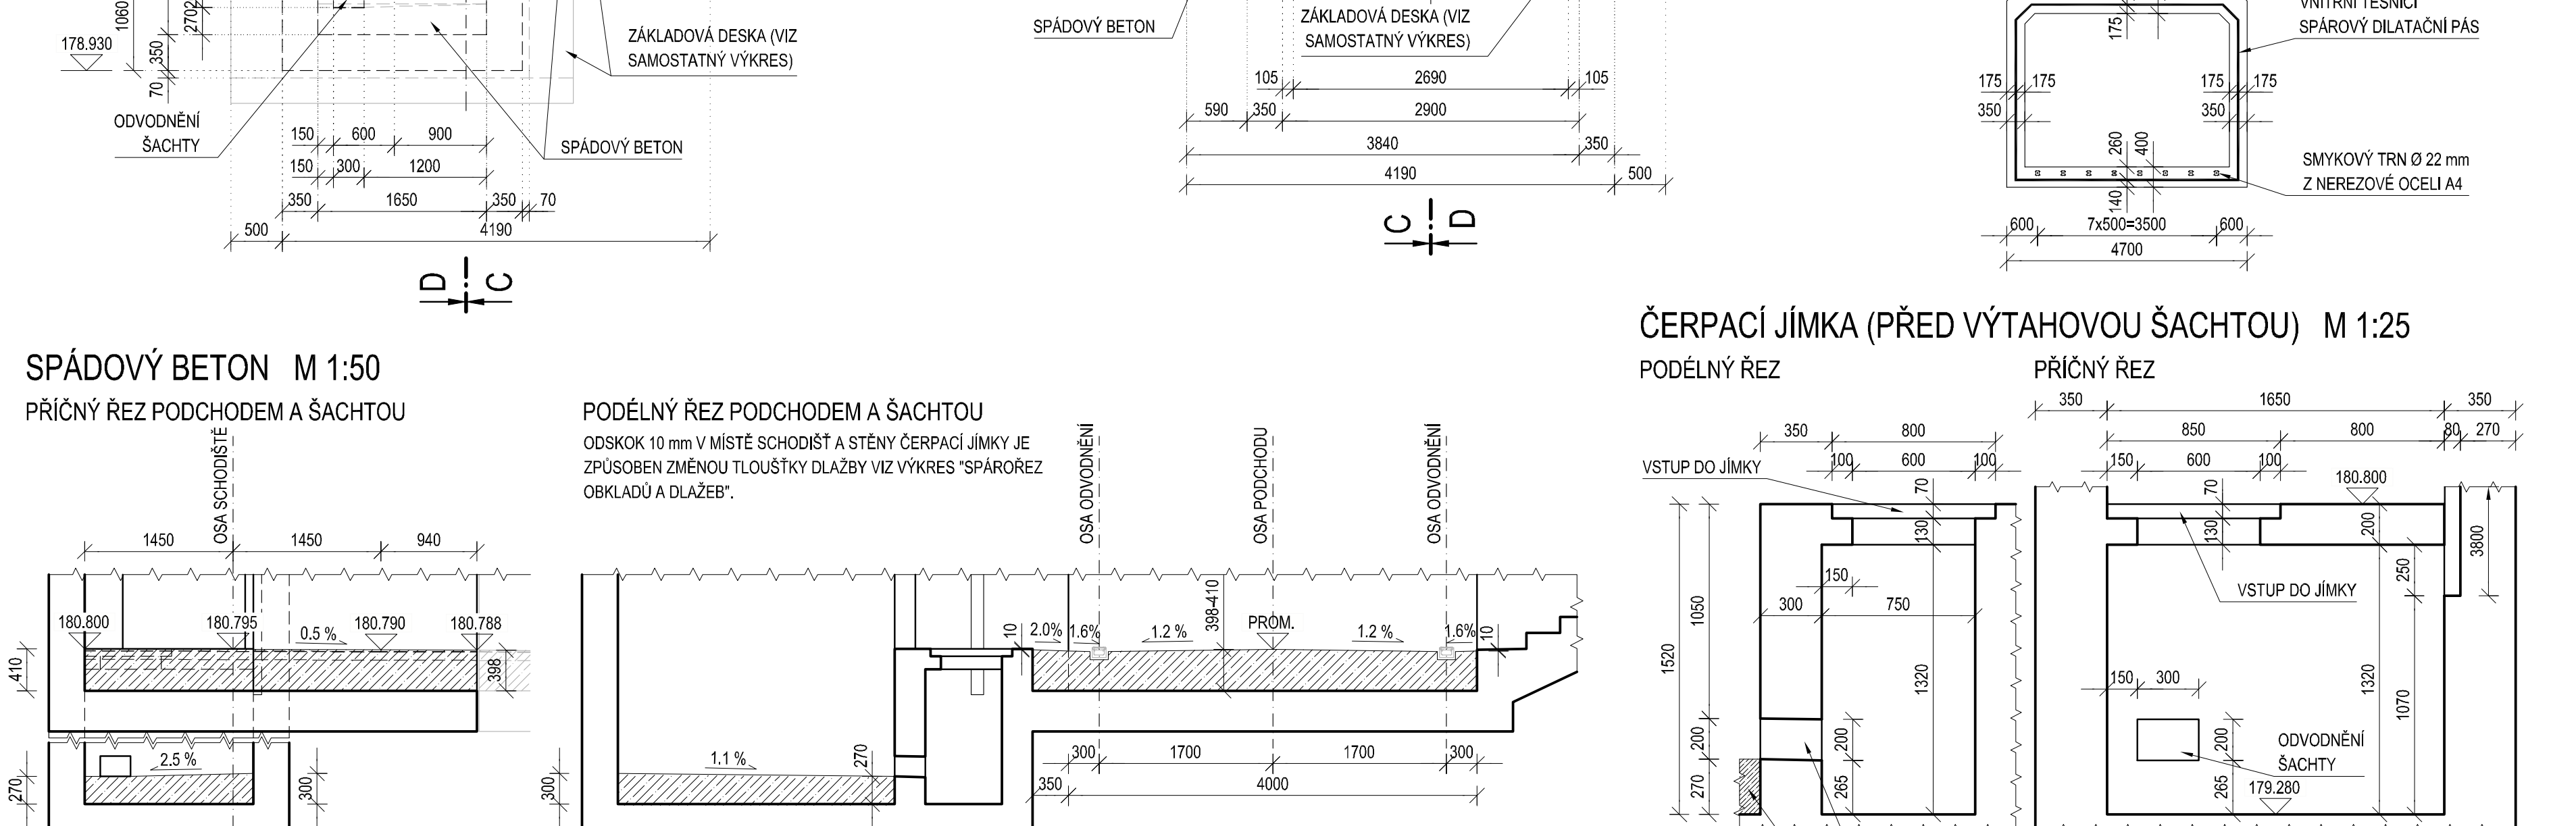 1060
2702
178.930
350
70
ZÁKLADOVÁ DESKA (VIZ
SAMOSTATNÝ VÝKRES)
ODVODNĚNÍ
ŠACHTY
SPÁDOVÝ BETON
150 600 900
150 300 1200
350 1650 350 70
500 4190
D C
SPÁDOVÝ BETON
ZÁKLADOVÁ DESKA (VIZ
SAMOSTATNÝ VÝKRES)
105 2690 105
590 350 2900
3840 350
4190 500
C D
VNITŘNÍ TĚSNÍCÍ
SPÁROVÝ DILATAČNÍ PÁS
175
175 175 175 175
350 350
260 400
140
SMYKOVÝ TRN Ø 22 mm
Z NEREZOVÉ OCELI A4
600 7x500=3500 600
4700
SPÁDOVÝ BETON M 1:50
PŘÍČNÝ ŘEZ PODCHODEM A ŠACHTOU
OSA SCHODIŠTĚ
1450 1450 940
180.800 180.795 0.5 % 180.790 180.788
410 398
2.5 %
270 300
PODÉLNÝ ŘEZ PODCHODEM A ŠACHTOU
ODSKOK 10 mm V MÍSTĚ SCHODIŠŤ A STĚNY ČERPACÍ JÍMKY JE
ZPŮSOBEN ZMĚNOU TLOUŠŤKY DLAŽBY VIZ VÝKRES "SPÁROŘEZ
OBKLADŮ A DLAŽEB".
OSA ODVODNĚNÍ
OSA PODCHODU
OSA ODVODNĚNÍ
10 2.0% 1.6% 1.2 % 398-410 PROM. 1.2 % 1.6% 10
300 1.1 % 270
300 1700 1700 300
350 4000
ČERPACÍ JÍMKA (PŘED VÝTAHOVOU ŠACHTOU) M 1:25
PODÉLNÝ ŘEZ
350 800
VSTUP DO JÍMKY
100 600 100
70
130
150
300 750
1520
1050
1320
200 200
270 265
PŘÍČNÝ ŘEZ
350 1650 350
850 800 80 270
150 600 100
180.800
70
130
200
3800
VSTUP DO JÍMKY
250
150 300
1320
1070
200
265
ODVODNĚNÍ
ŠACHTY
179.280